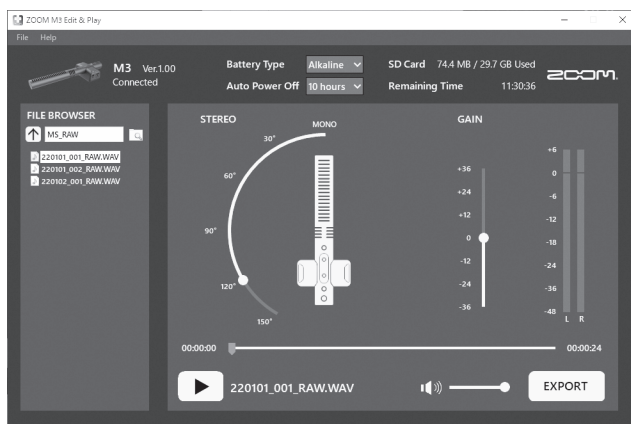 ZOOM M3 Edit & Play
File Help
M3 Ver.1.00
Connected
Battery Type Alkaline
Auto Power Off 10 hours
SD Card 74.4 MB / 29.7 GB Used
Remaining Time 11:30:36
ZOOM
FILE BROWSER
MS_RAW
220101_001_RAW.WAV
220101_002_RAW.WAV
220102_001_RAW.WAV
STEREO
MONO
30°
60°
90°
120°
150°
GAIN
+36
+24
+12
0
-12
-24
-36
+6
0
-6
-12
-18
-24
-36
-48
L R
00:00:00
00:00:24
220101_001_RAW.WAV
EXPORT